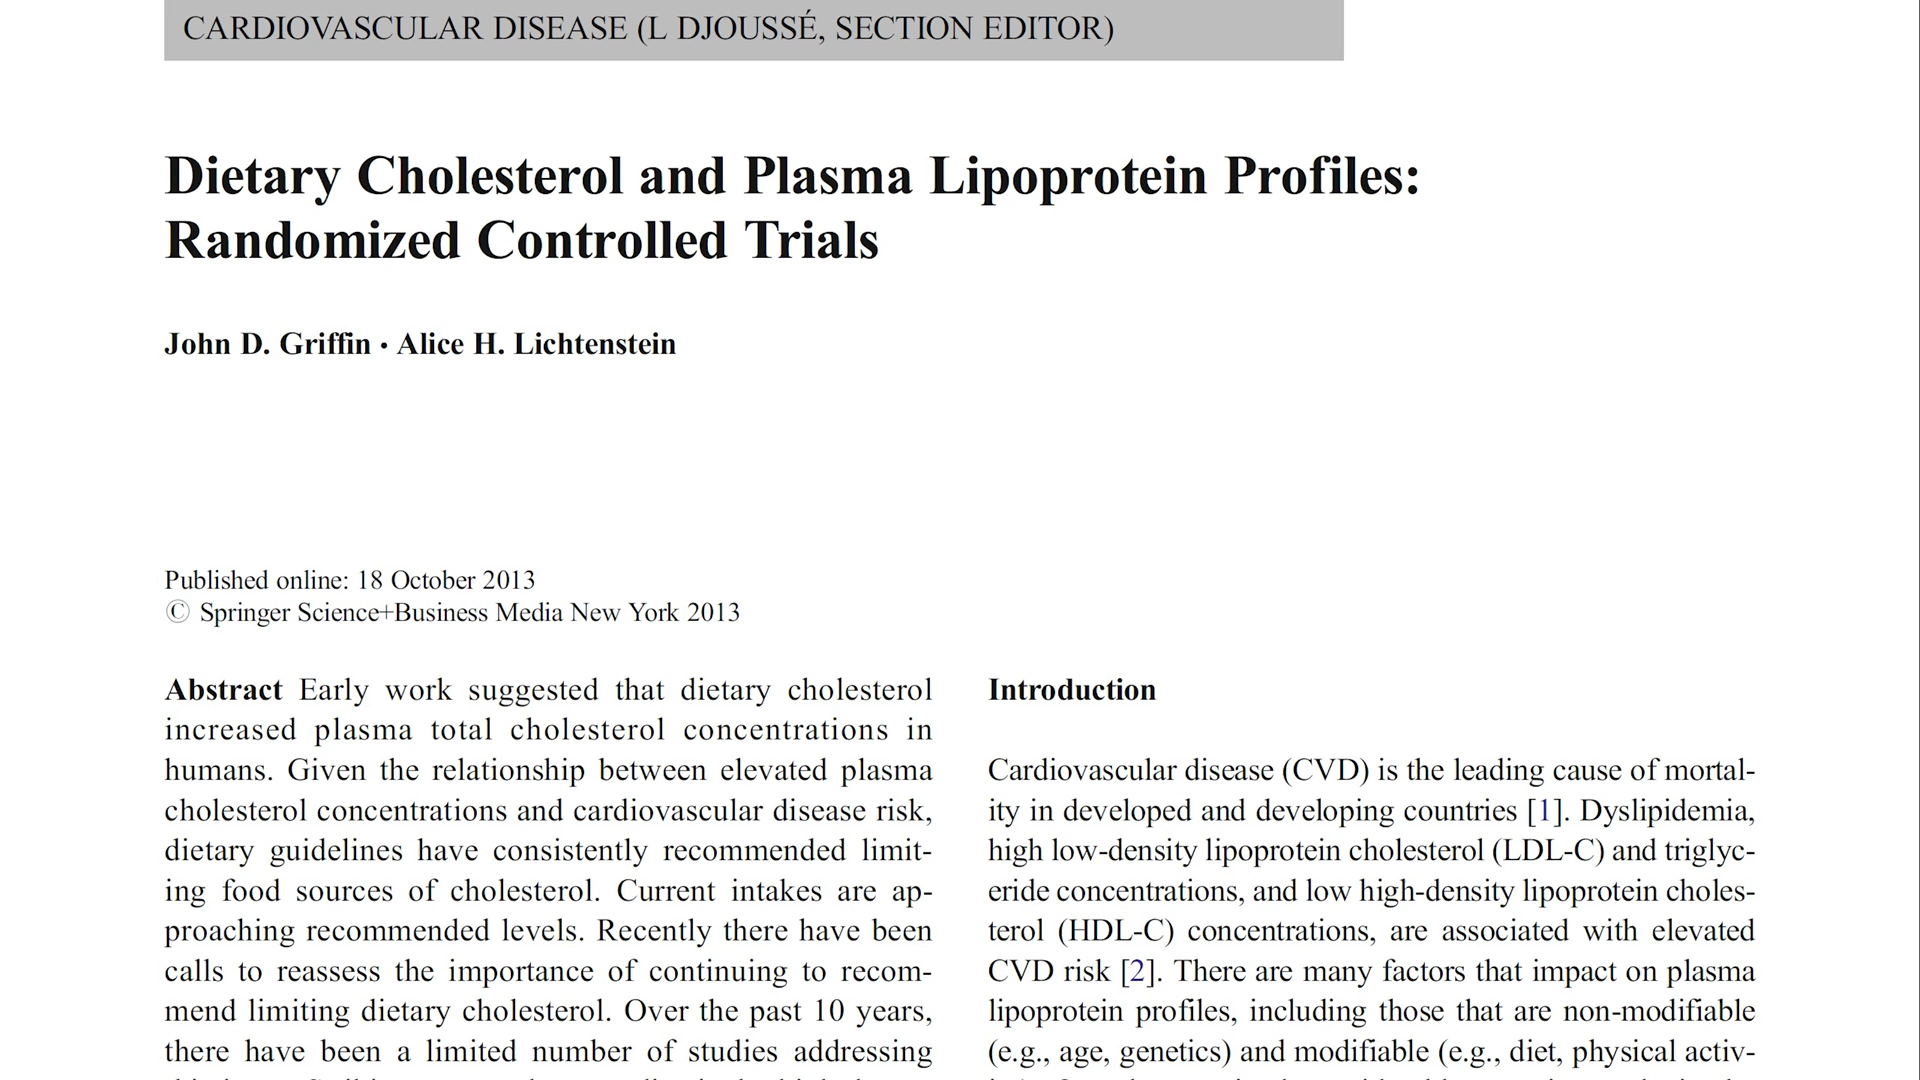 CARDIOVASCULAR DISEASE (L DJOUSSÉ, SECTION EDITOR)
Dietary Cholesterol and Plasma Lipoprotein Profiles:
Randomized Controlled Trials
John D. Griffin · Alice H. Lichtenstein
Published online: 18 October 2013
© Springer Science+Business Media New York 2013
Abstract Early work suggested that dietary cholesterol
increased plasma total cholesterol concentrations in
humans. Given the relationship between elevated plasma
cholesterol concentrations and cardiovascular disease risk,
dietary guidelines have consistently recommended limit-
ing food sources of cholesterol. Current intakes are ap-
proaching recommended levels. Recently there have been
calls to reassess the importance of continuing to recom-
mend limiting dietary cholesterol. Over the past 10 years,
there have been a limited number of studies addressing
Introduction
Cardiovascular disease (CVD) is the leading cause of mortal-
ity in developed and developing countries [1]. Dyslipidemia,
high low-density lipoprotein cholesterol (LDL-C) and triglyc-
eride concentrations, and low high-density lipoprotein choles-
terol (HDL-C) concentrations, are associated with elevated
CVD risk [2]. There are many factors that impact on plasma
lipoprotein profiles, including those that are non-modifiable
(e.g., age, genetics) and modifiable (e.g., diet, physical activ-